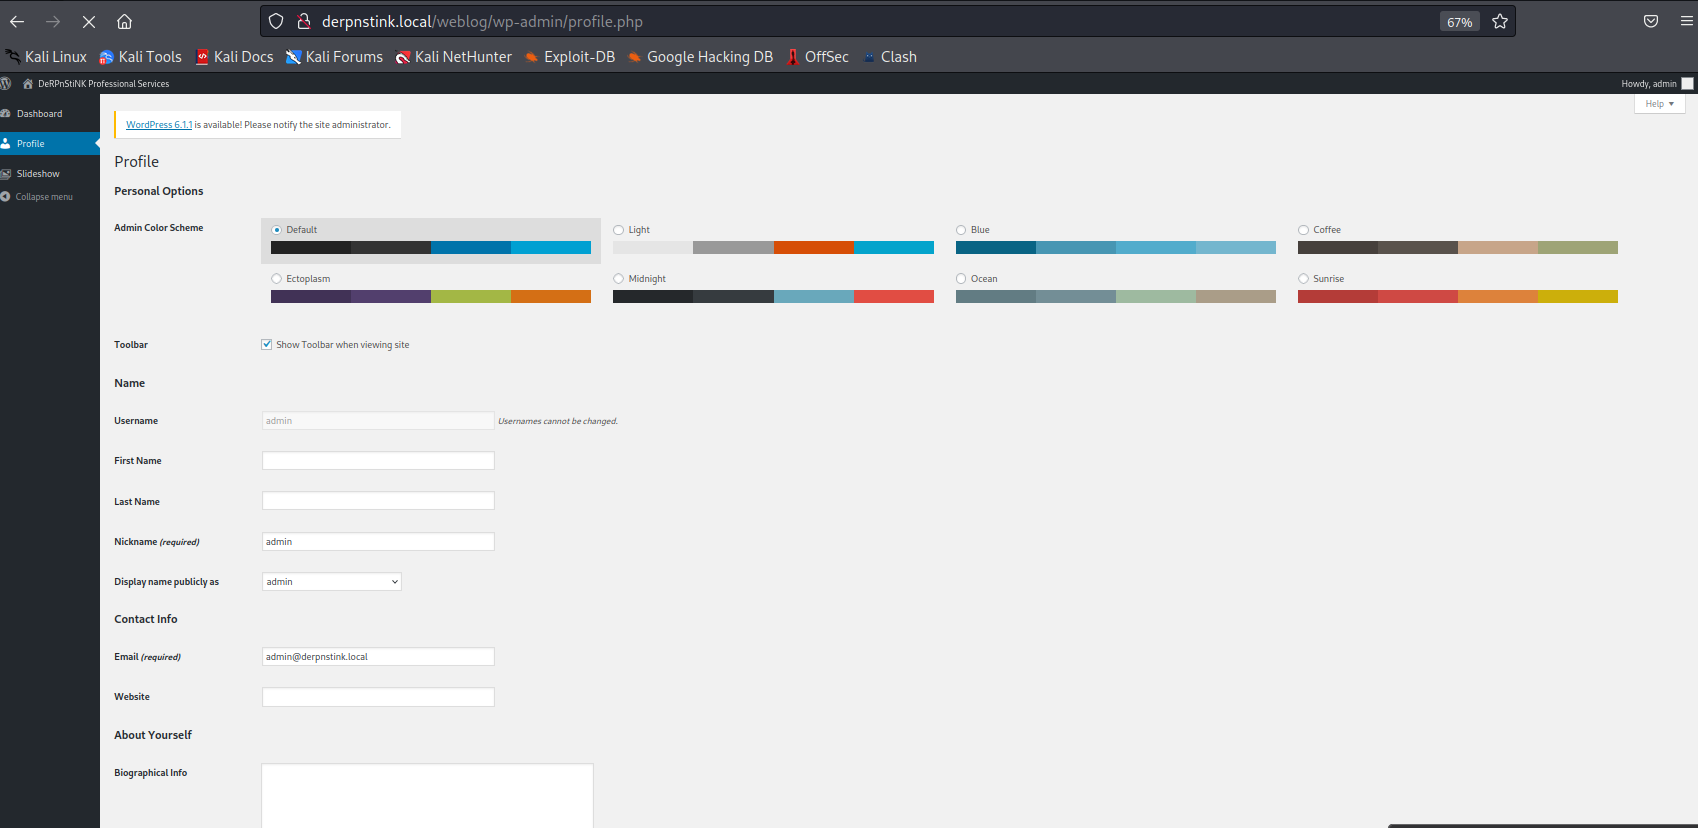 derpnstink.local/weblog/wp-admin/profile.php 67%
Kali Linux Kali Tools Kali Docs Kali Forums Kali NetHunter Exploit-DB Google Hacking DB OffSec Clash
DeRPnStiNK Professional Services Howdy, admin
Help
Dashboard
Profile
Slideshow
Collapse menu
WordPress 6.1.1 is available! Please notify the site administrator.
Profile
Personal Options
Admin Color Scheme Default Light Blue Coffee
Ectoplasm Midnight Ocean Sunrise
Toolbar Show Toolbar when viewing site
Name
Username admin Usernames cannot be changed.
First Name
Last Name
Nickname (required) admin
Display name publicly as admin
Contact Info
Email (required) admin@derpnstink.local
Website
About Yourself
Biographical Info